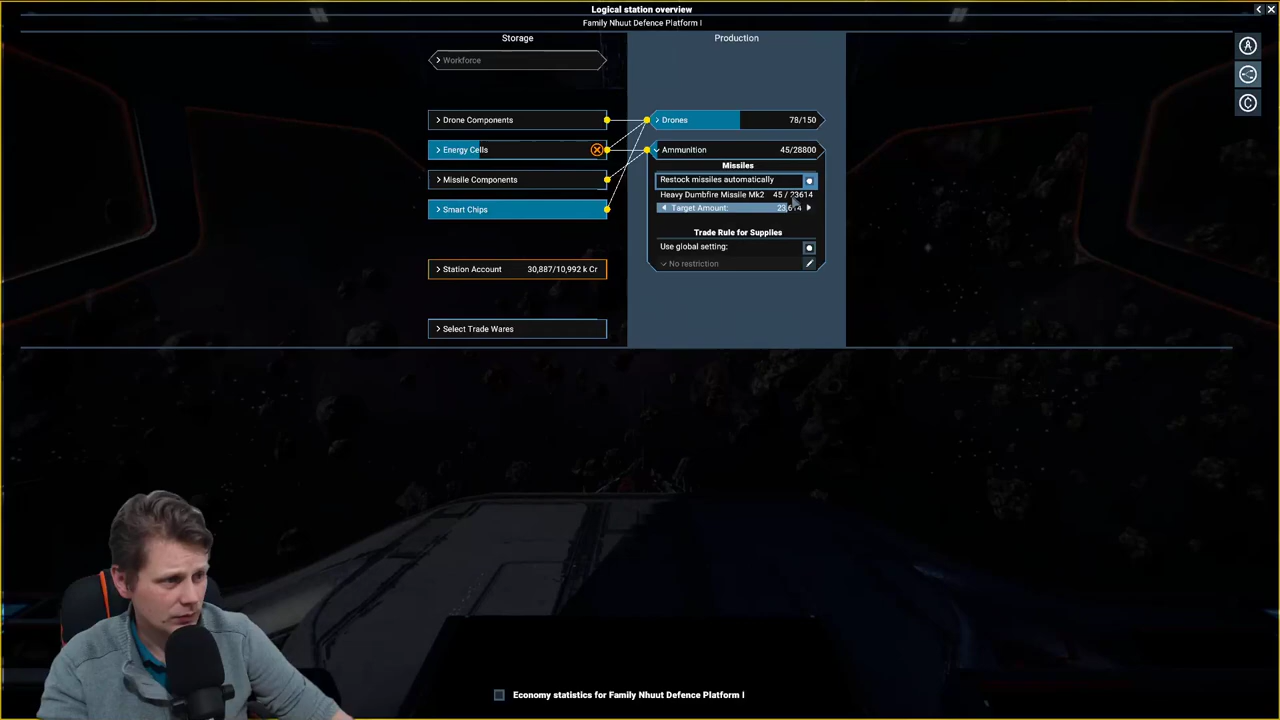 Logical station overview
Family Nhuut Defence Platform I
Storage
Production
Workforce
Drone Components
Drones 78/150
Energy Cells
Ammunition 45/28800
Missiles
Missile Components
Restock missiles automatically
Heavy Dumbfire Missile Mk2 45 / 23614
Smart Chips
Target Amount: 23,614
Trade Rule for Supplies
Use global setting:
No restriction
Station Account 30,887/10,992 k Cr
Select Trade Wares
Economy statistics for Family Nhuut Defence Platform I